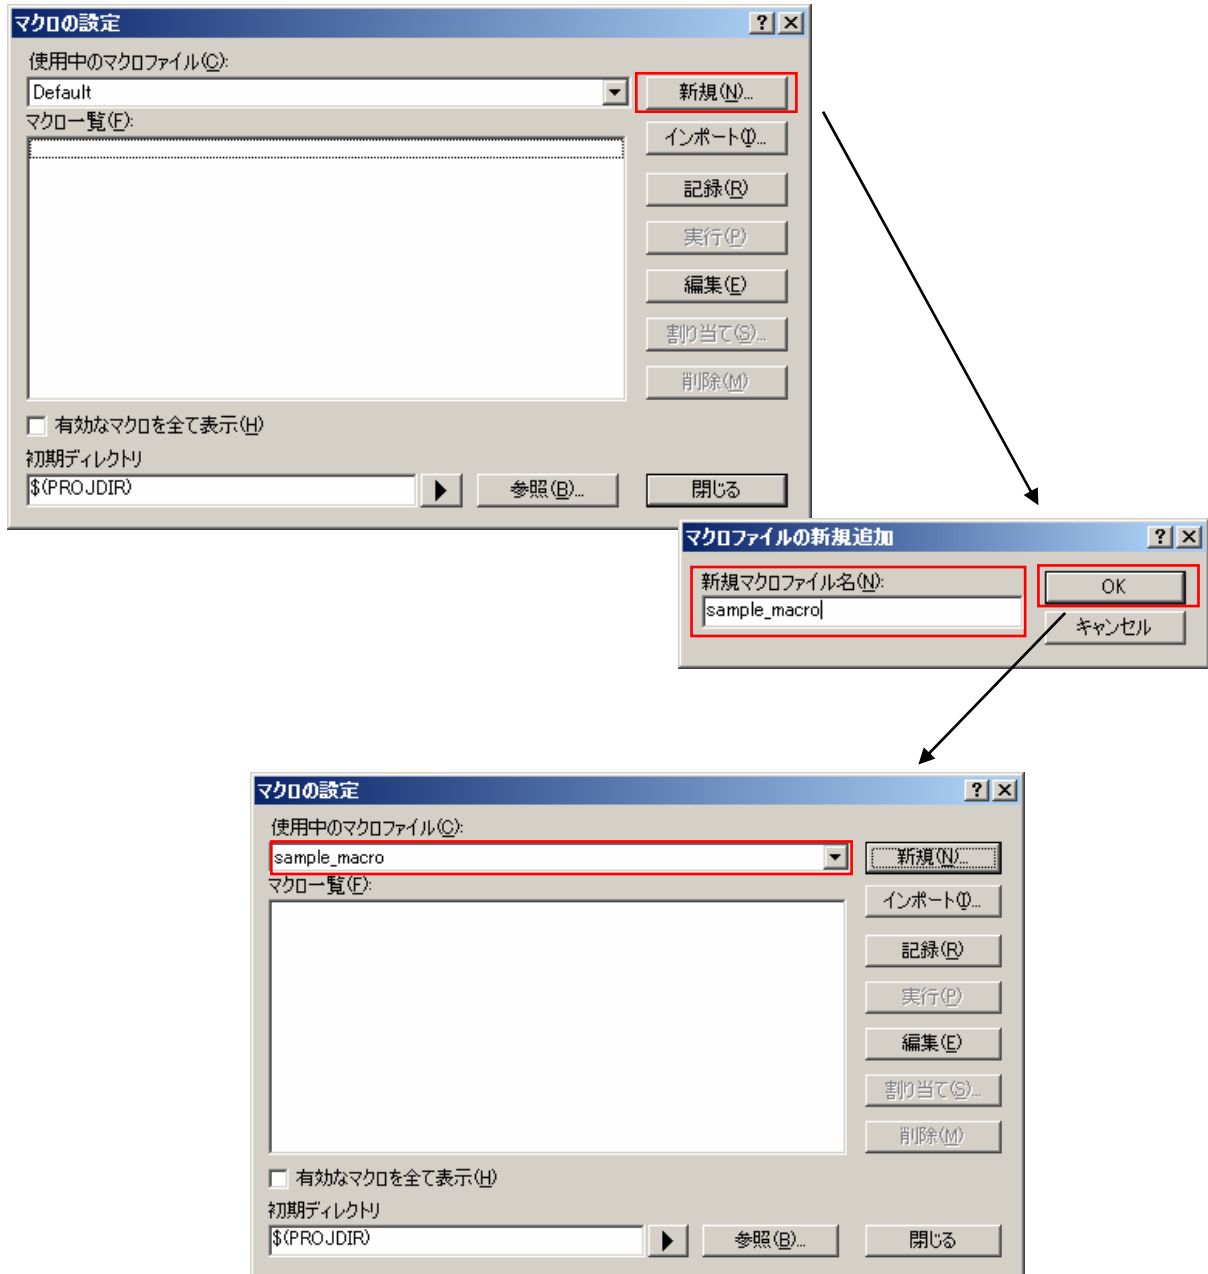 マクロの設定
使用中のマクロファイル(C):
Default
新規(N)...
マクロ一覧(F):
インポート(I)...
記録(R)
実行(P)
編集(E)
割り当て(S)...
削除(M)
有効なマクロを全て表示(H)
初期ディレクトリ
$(PROJDIR)
参照(B)...
閉じる
マクロファイルの新規追加
新規マクロファイル名(N):
sample_macro
OK
キャンセル
マクロの設定
使用中のマクロファイル(C):
sample_macro
新規(N)...
マクロ一覧(F):
インポート(I)...
記録(R)
実行(P)
編集(E)
割り当て(S)...
削除(M)
有効なマクロを全て表示(H)
初期ディレクトリ
$(PROJDIR)
参照(B)...
閉じる